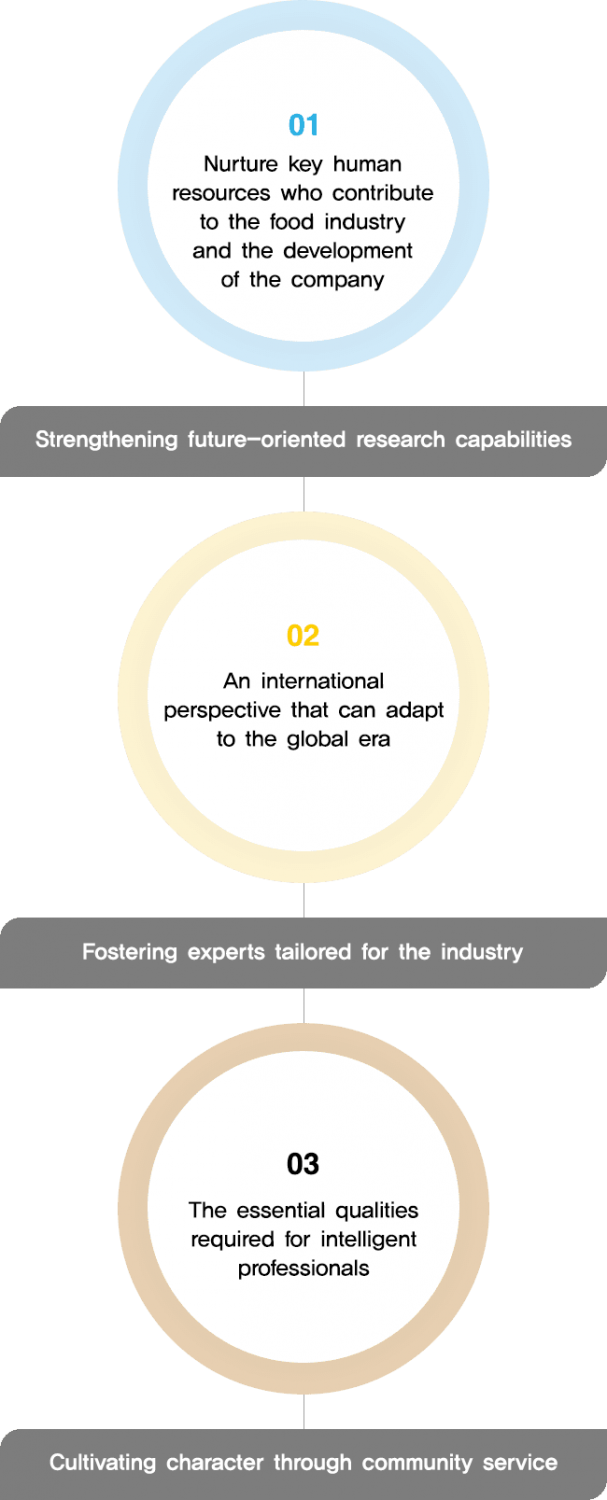 01
Nurture key human
resources who contribute
to the food industry
and the development
of the company
Strengthening future-oriented research capabilities
02
An international
perspective that can adapt
to the global era
Fostering experts tailored for the industry
03
The essential qualities
required for intelligent
professionals
Cultivating character through community service